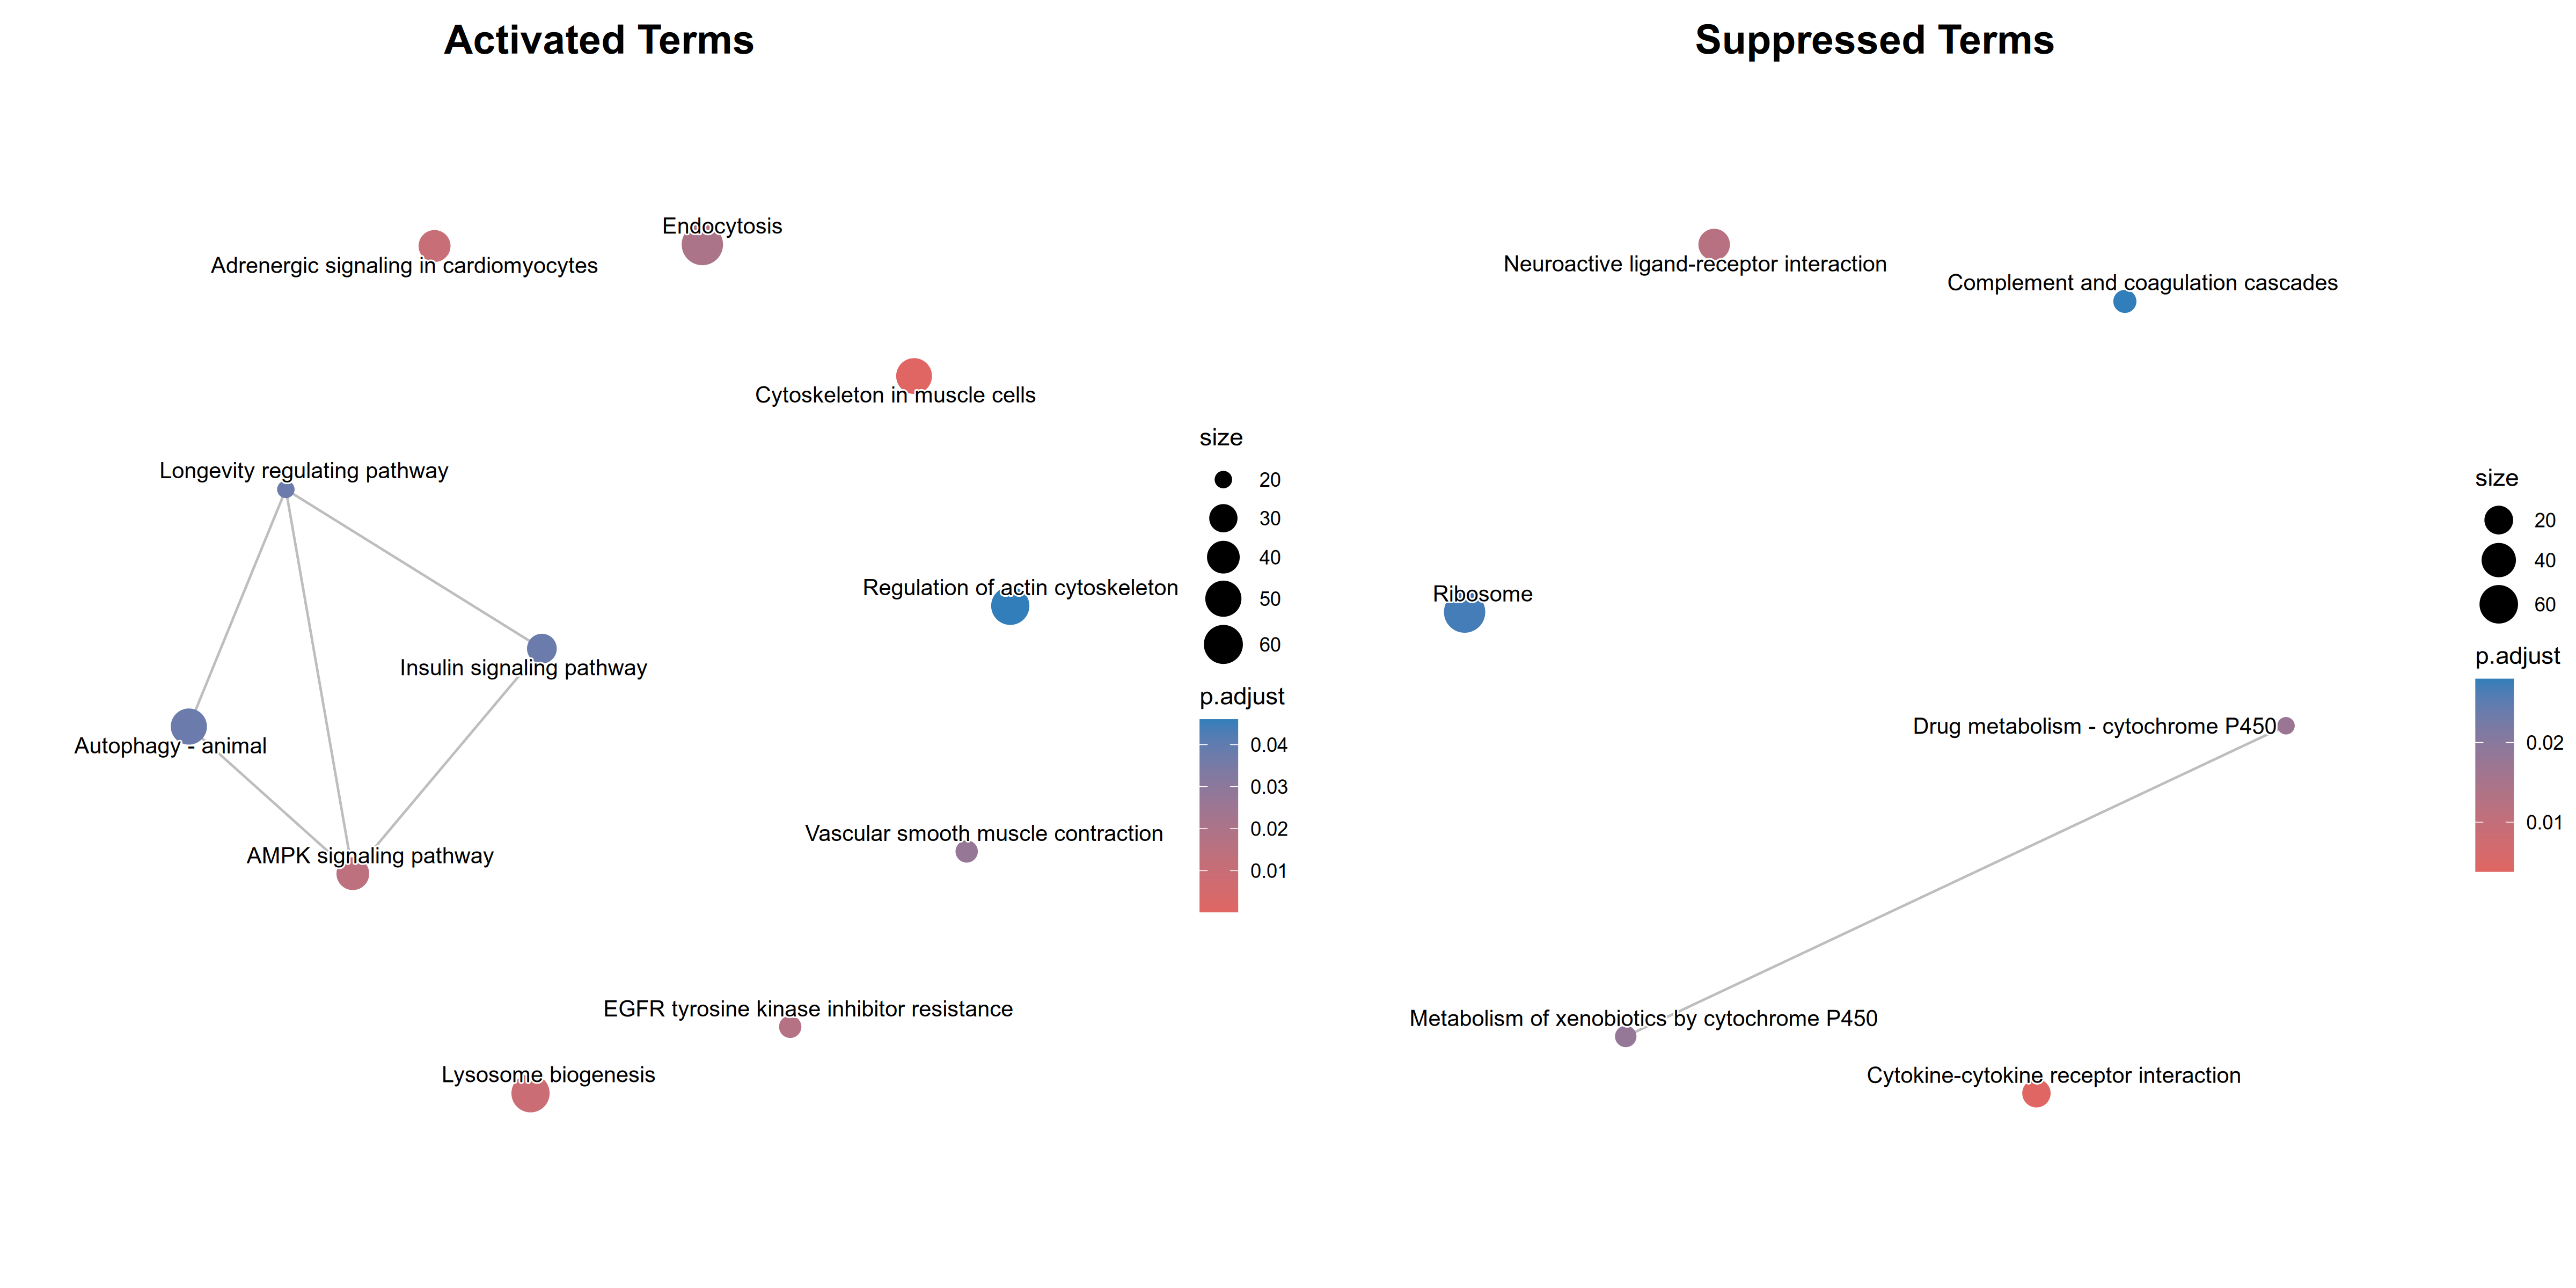 Activated Terms
Endocytosis
Adrenergic signaling in cardiomyocytes
Cytoskeleton in muscle cells
Longevity regulating pathway
Regulation of actin cytoskeleton
Insulin signaling pathway
Autophagy - animal
Vascular smooth muscle contraction
AMPK signaling pathway
EGFR tyrosine kinase inhibitor resistance
Lysosome biogenesis
size
20
30
40
50
60
p.adjust
0.04
0.03
0.02
0.01
Suppressed Terms
Neuroactive ligand-receptor interaction
Complement and coagulation cascades
Ribosome
Drug metabolism - cytochrome P450
Metabolism of xenobiotics by cytochrome P450
Cytokine-cytokine receptor interaction
size
20
40
60
p.adjust
0.02
0.01